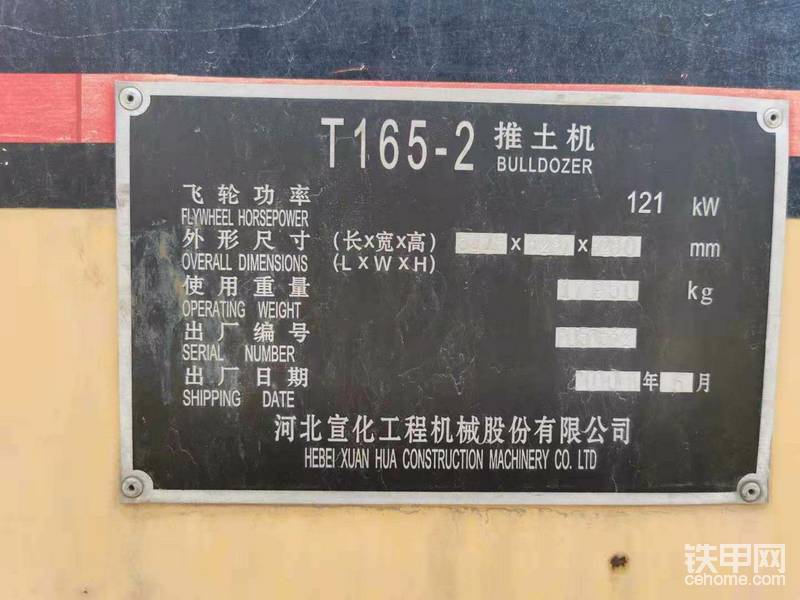 T165-2 推土机
BULLDOZER
飞轮功率 121 kW
FLYWHEEL HORSEPOWER
外形尺寸 (长x宽x高) x x mm
OVERALL DIMENSIONS (LxWxH)
使用重量 kg
OPERATING WEIGHT
出厂编号
SERIAL NUMBER
出厂日期 年 月
SHIPPING DATE
河北宣化工程机械股份有限公司
HEBEI XUAN HUA CONSTRUCTION MACHINERY CO. LTD
铁甲网
cehome.com